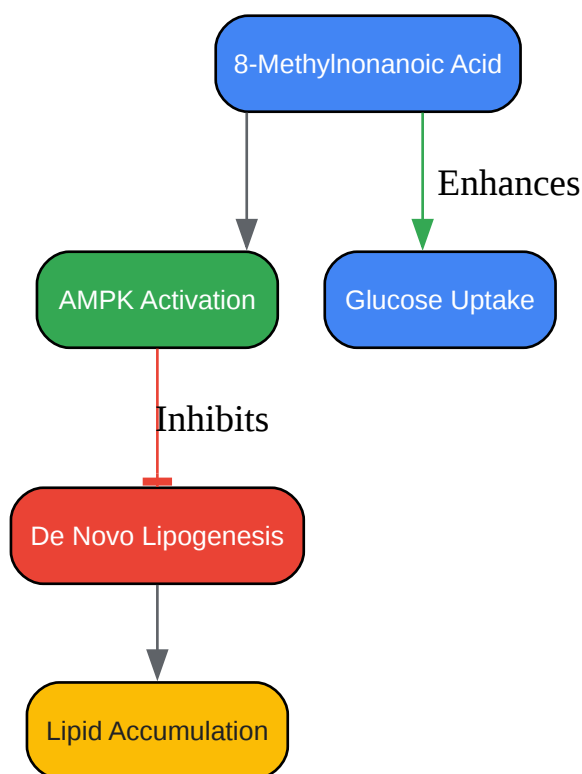 8-Methylnonanoic Acid
Enhances
AMPK Activation
Glucose Uptake
Inhibits
De Novo Lipogenesis
Lipid Accumulation